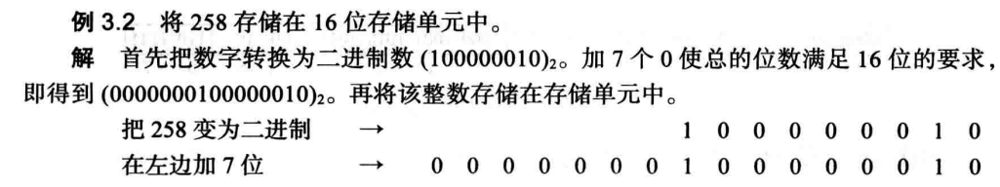 例 3.2 将 258 存储在 16 位存储单元中。
解 首先把数字转换为二进制数 (100000010)₂。加 7 个 0 使总的位数满足 16 位的要求，
即得到 (0000000100000010)₂。再将该整数存储在存储单元中。
把 258 变为二进制 → 1 0 0 0 0 0 0 1 0
在左边加 7 位 → 0 0 0 0 0 0 0 1 0 0 0 0 0 0 1 0